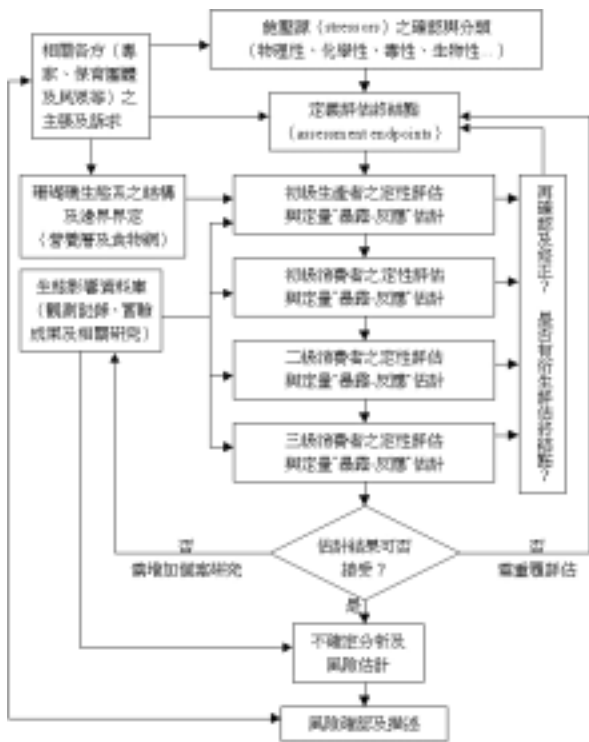 相關各方（專
家、保育團體
及民眾等）之
主張及訴求
施壓源（stressors）之確認與分類
（物理性、化學性、毒性、生物性…）
定義評估終結點
（assessment endpoints）
珊瑚礁生態系之結構
及邊界界定
（營養層及食物網）
初級生產者之定性評估
與定量"暴露-反應"估計
生態影響資料庫
（觀測記錄、實驗
成果及相關研究）
初級消費者之定性評估
與定量"暴露-反應"估計
二級消費者之定性評估
與定量"暴露-反應"估計
三級消費者之定性評估
與定量"暴露-反應"估計
再確認及修正？ 是否有衍生評估終結點？
估計結果可否
接受？
否
需增加個案研究
否
需重覆評估
是
不確定分析及
風險估計
風險確認及描述